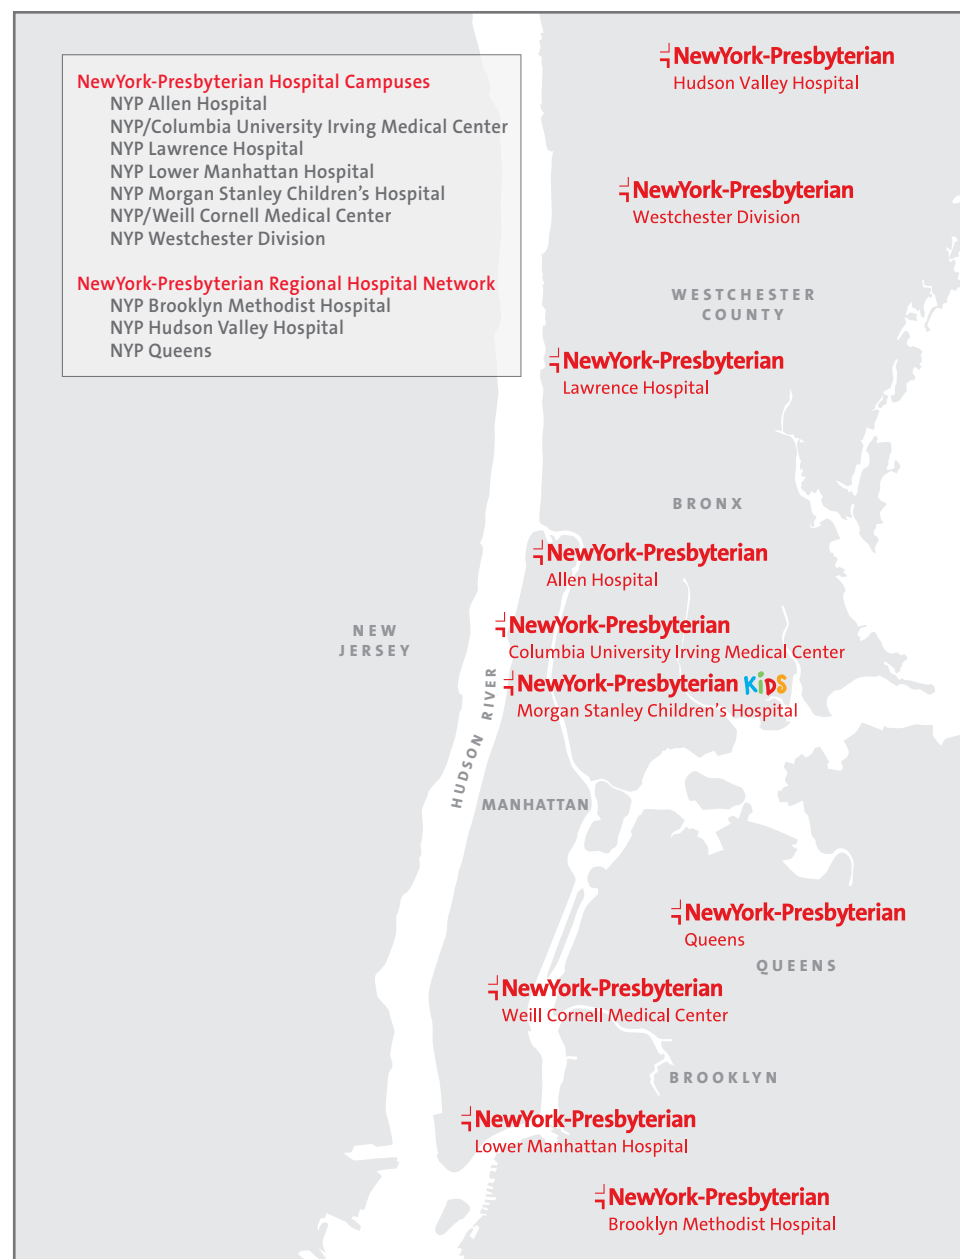 NewYork-Presbyterian Hospital Campuses
NYP Allen Hospital
NYP/Columbia University Irving Medical Center
NYP Lawrence Hospital
NYP Lower Manhattan Hospital
NYP Morgan Stanley Children's Hospital
NYP/Weill Cornell Medical Center
NYP Westchester Division
NewYork-Presbyterian Regional Hospital Network
NYP Brooklyn Methodist Hospital
NYP Hudson Valley Hospital
NYP Queens
NewYork-Presbyterian
Hudson Valley Hospital
NewYork-Presbyterian
Westchester Division
WESTCHESTER
COUNTY
NewYork-Presbyterian
Lawrence Hospital
BRONX
NewYork-Presbyterian
Allen Hospital
NEW
JERSEY
NewYork-Presbyterian
Columbia University Irving Medical Center
NewYork-Presbyterian KiDS
Morgan Stanley Children's Hospital
HUDSON RIVER
MANHATTAN
NewYork-Presbyterian
Queens
QUEENS
NewYork-Presbyterian
Weill Cornell Medical Center
BROOKLYN
NewYork-Presbyterian
Lower Manhattan Hospital
NewYork-Presbyterian
Brooklyn Methodist Hospital